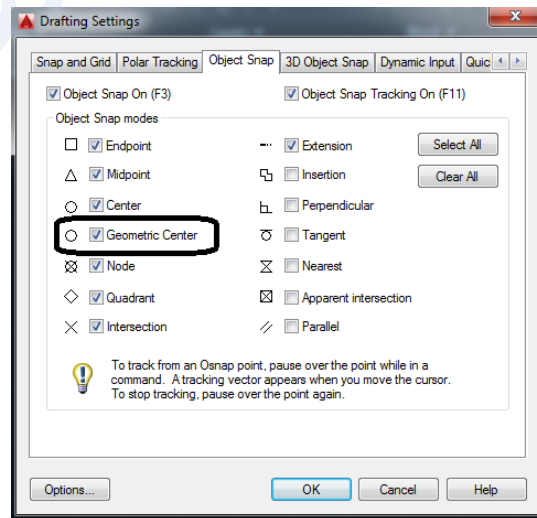 Drafting Settings
Snap and Grid Polar Tracking Object Snap 3D Object Snap Dynamic Input Quic
Object Snap On (F3) Object Snap Tracking On (F11)
Object Snap modes
Endpoint Extension Select All
Midpoint Insertion Clear All
Center Perpendicular
Geometric Center Tangent
Node Nearest
Quadrant Apparent intersection
Intersection Parallel
To track from an Osnap point, pause over the point while in a
command. A tracking vector appears when you move the cursor.
To stop tracking, pause over the point again.
Options... OK Cancel Help